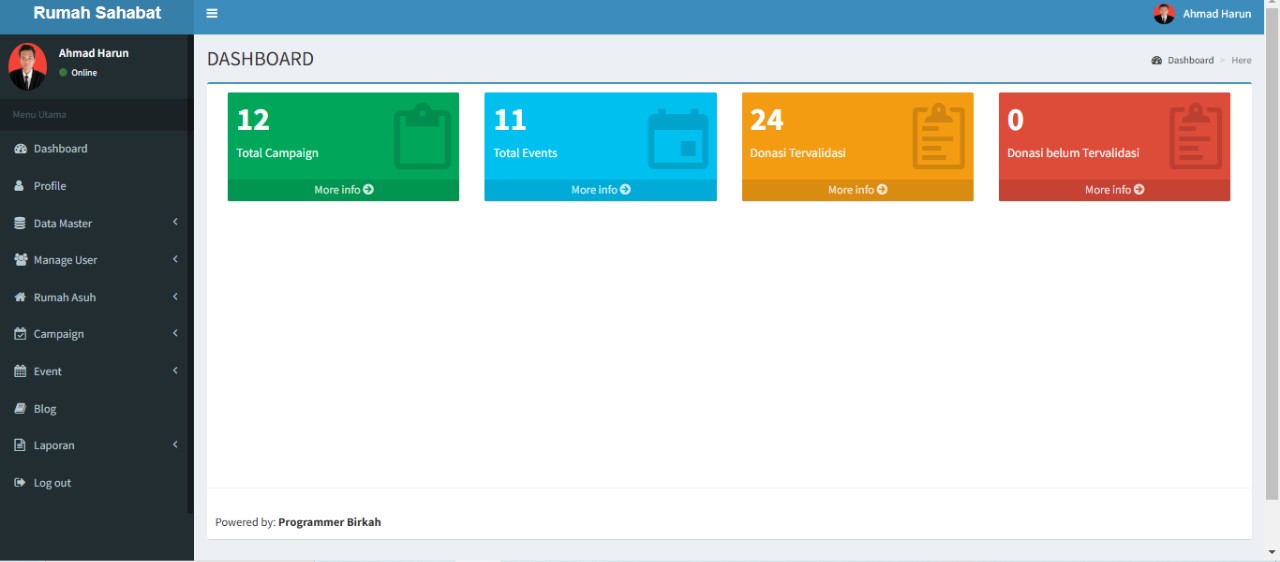 Rumah Sahabat
Ahmad Harun
Ahmad Harun
Online
Menu Utama
Dashboard
Profile
Data Master
Manage User
Rumah Asuh
Campaign
Event
Blog
Laporan
Log out
DASHBOARD
Dashboard > Here
12
Total Campaign
More info
11
Total Events
More info
24
Donasi Tervalidasi
More info
0
Donasi belum Tervalidasi
More info
Powered by: Programmer Birkah